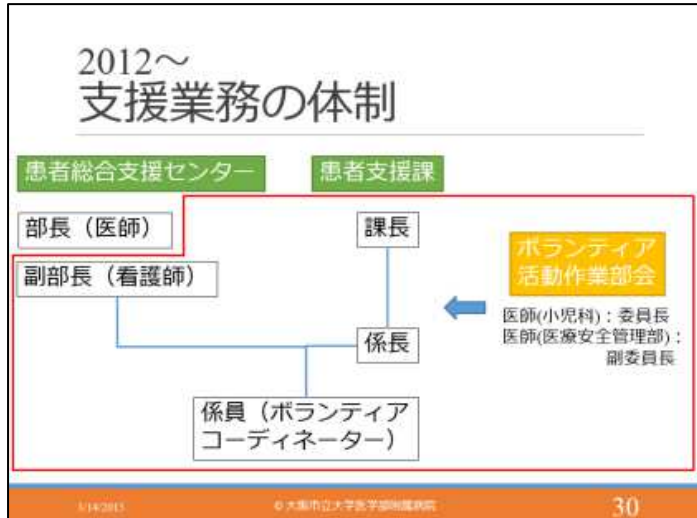 2012～
支援業務の体制
患者総合支援センター
患者支援課
部長（医師）
課長
ボランティア
活動作業部会
副部長（看護師）
医師(小児科)：委員長
医師(医療安全管理部)：
副委員長
係長
係員（ボランティア
コーディネーター）
3/14/2015
© 大阪市立大学医学部附属病院
30